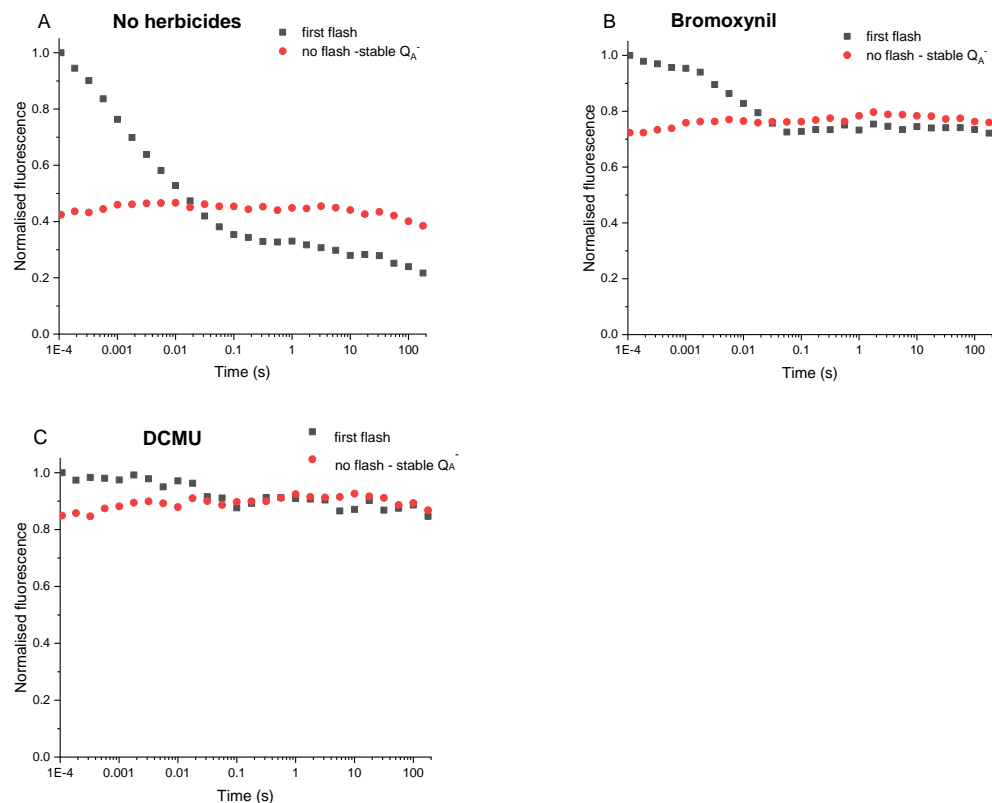 A
No herbicides
first flash
no flash -stable QA-
1.0
0.8
0.6
0.4
0.2
0.0
Normalised fluorescence
1E-4 0.001 0.01 0.1 1 10 100
Time (s)
B
Bromoxynil
first flash
no flash - stable QA-
1.0
0.8
0.6
0.4
0.2
0.0
Normalised fluorescence
1E-4 0.001 0.01 0.1 1 10 100
Time (s)
C
DCMU
first flash
no flash - stable QA-
1.0
0.8
0.6
0.4
0.2
0.0
Normalised fluorescence
1E-4 0.001 0.01 0.1 1 10 100
Time (s)